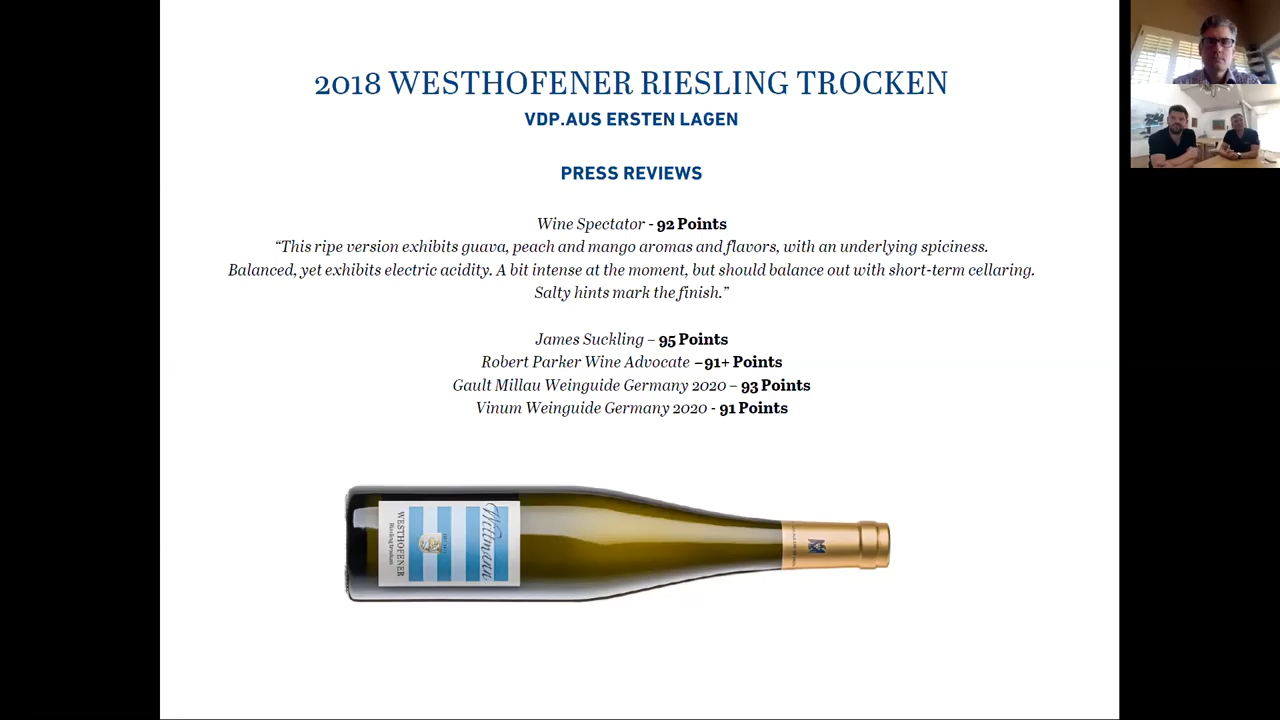 2018 WESTHOFENER RIESLING TROCKEN
VDP.AUS ERSTEN LAGEN
PRESS REVIEWS
Wine Spectator - 92 Points
“This ripe version exhibits guava, peach and mango aromas and flavors, with an underlying spiciness.
Balanced, yet exhibits electric acidity. A bit intense at the moment, but should balance out with short-term cellaring.
Salty hints mark the finish.”
James Suckling – 95 Points
Robert Parker Wine Advocate –91+ Points
Gault Millau Weinguide Germany 2020 – 93 Points
Vinum Weinguide Germany 2020 - 91 Points
Wittmann
WESTHOFENER
Riesling trocken